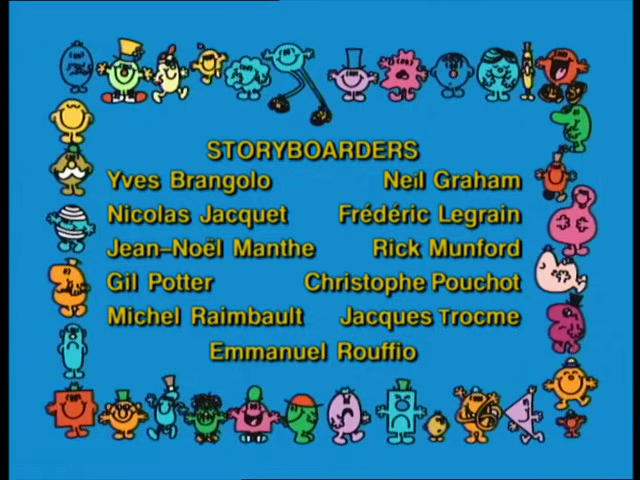 STORYBOARDERS
Yves Brangolo Neil Graham
Nicolas Jacquet Frédéric Legrain
Jean-Noël Manthe Rick Munford
Gil Potter Christophe Pouchot
Michel Raimbault Jacques Trocme
Emmanuel Rouffio